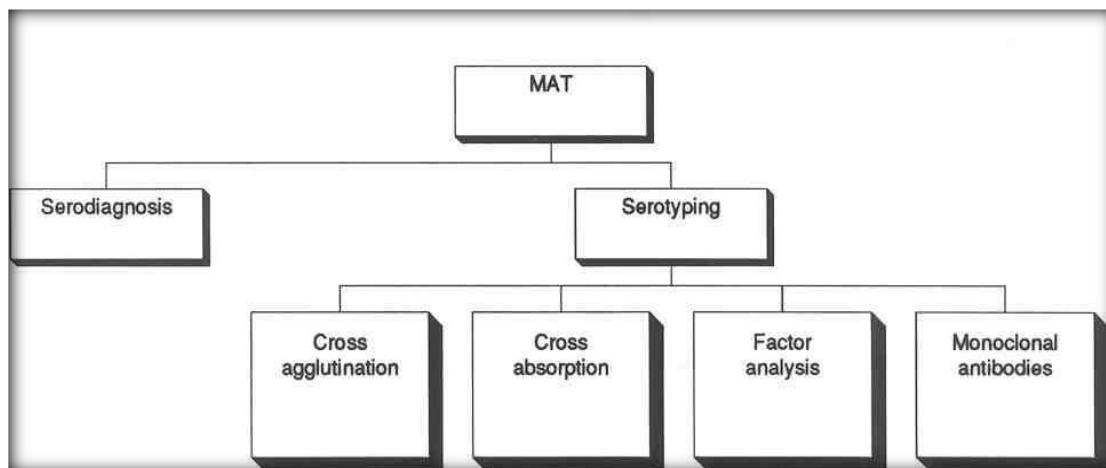 MAT
Serodiagnosis
Serotyping
Cross
agglutination
Cross
absorption
Factor
analysis
Monoclonal
antibodies